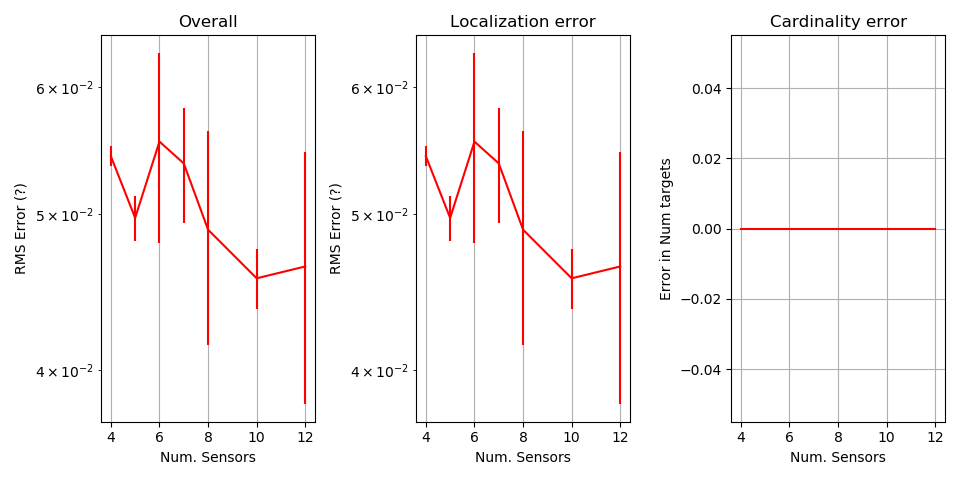 Overall
RMS Error (?)
6 × 10⁻²
5 × 10⁻²
4 × 10⁻²
4 6 8 10 12
Num. Sensors
Localization error
RMS Error (?)
6 × 10⁻²
5 × 10⁻²
4 × 10⁻²
4 6 8 10 12
Num. Sensors
Cardinality error
Error in Num targets
0.04
0.02
0.00
−0.02
−0.04
4 6 8 10 12
Num. Sensors